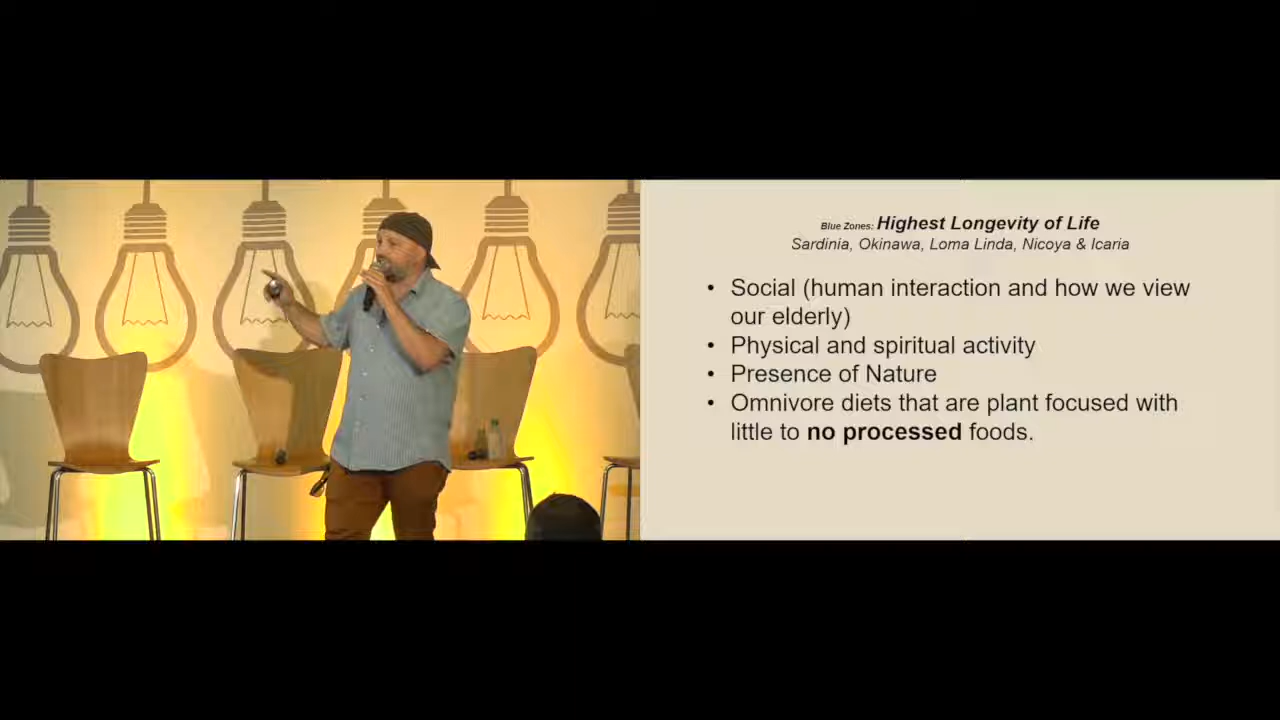 Blue Zones: Highest Longevity of Life
Sardinia, Okinawa, Loma Linda, Nicoya & Icaria
• Social (human interaction and how we view
our elderly)
• Physical and spiritual activity
• Presence of Nature
• Omnivore diets that are plant focused with
little to no processed foods.